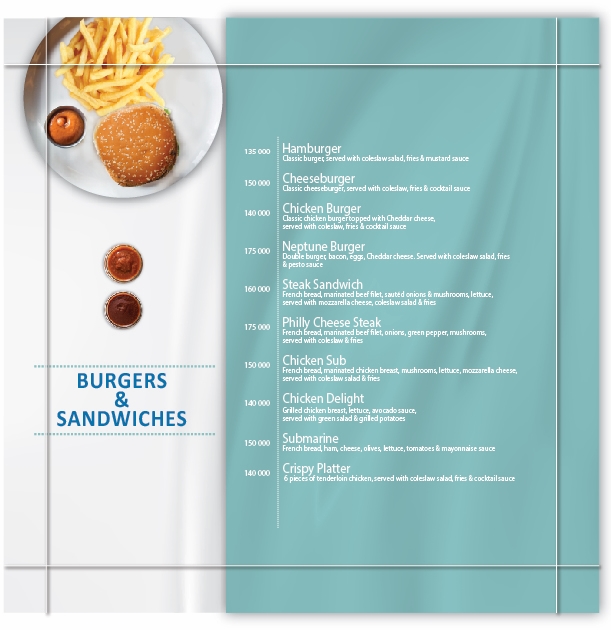 BURGERS
&
SANDWICHES
135 000 Hamburger
Classic burger, served with coleslaw salad, fries & mustard sauce
150 000 Cheeseburger
Classic cheeseburger, served with coleslaw, fries & cocktail sauce
140 000 Chicken Burger
Classic chicken burger topped with Cheddar cheese,
served with coleslaw, fries & cocktail sauce
175 000 Neptune Burger
Double burger, bacon, eggs, Cheddar cheese. Served with coleslaw salad, fries
& pesto sauce
160 000 Steak Sandwich
French bread, marinated beef filet, sautéd onions & mushrooms, lettuce,
served with mozzarella cheese, coleslaw salad & fries
175 000 Philly Cheese Steak
French bread, marinated beef filet, onions, green pepper, mushrooms,
served with coleslaw & fries
150 000 Chicken Sub
French bread, marinated chicken breast, mushrooms, lettuce, mozzarella cheese,
served with coleslaw salad & fries
140 000 Chicken Delight
Grilled chicken breast, lettuce, avocado sauce,
served with green salad & grilled potatoes
150 000 Submarine
French bread, ham, cheese, olives, lettuce, tomatoes & mayonnaise sauce
140 000 Crispy Platter
6 pieces of tenderloin chicken, served with coleslaw salad, fries & cocktail sauce